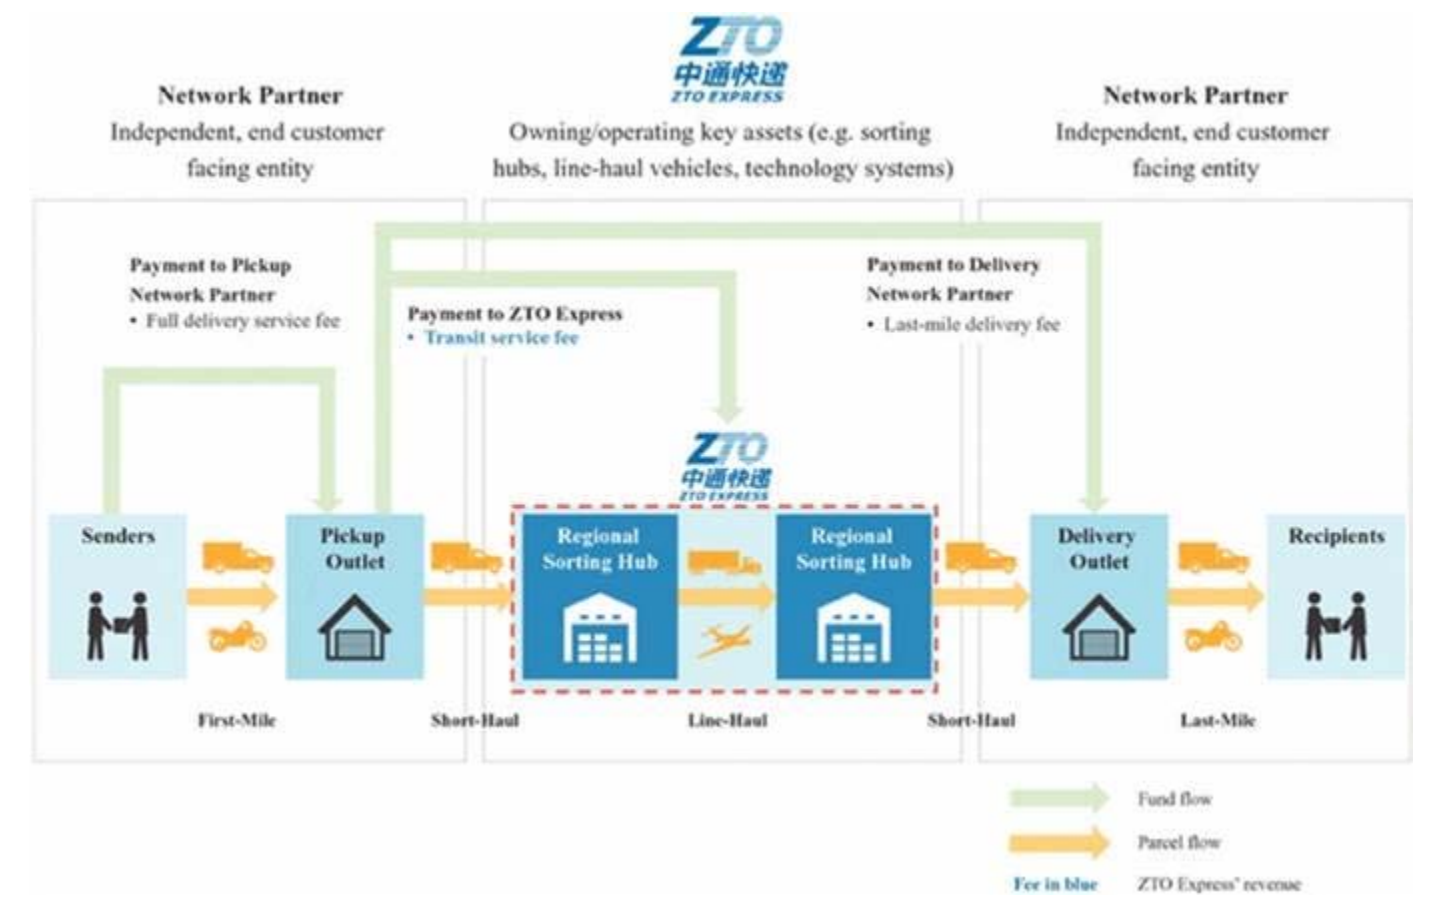 ZTO
中通快递
ZTO EXPRESS
Network Partner
Independent, end customer
facing entity
Owning/operating key assets (e.g. sorting
hubs, line-haul vehicles, technology systems)
Network Partner
Independent, end customer
facing entity
Payment to Pickup
Network Partner
• Full delivery service fee
Payment to ZTO Express
• Transit service fee
Payment to Delivery
Network Partner
• Last-mile delivery fee
ZTO
中通快递
ZTO EXPRESS
Senders
Pickup
Outlet
Regional
Sorting Hub
Regional
Sorting Hub
Delivery
Outlet
Recipients
First-Mile
Short-Haul
Line-Haul
Short-Haul
Last-Mile
Fund flow
Parcel flow
Fee in blue
ZTO Express' revenue